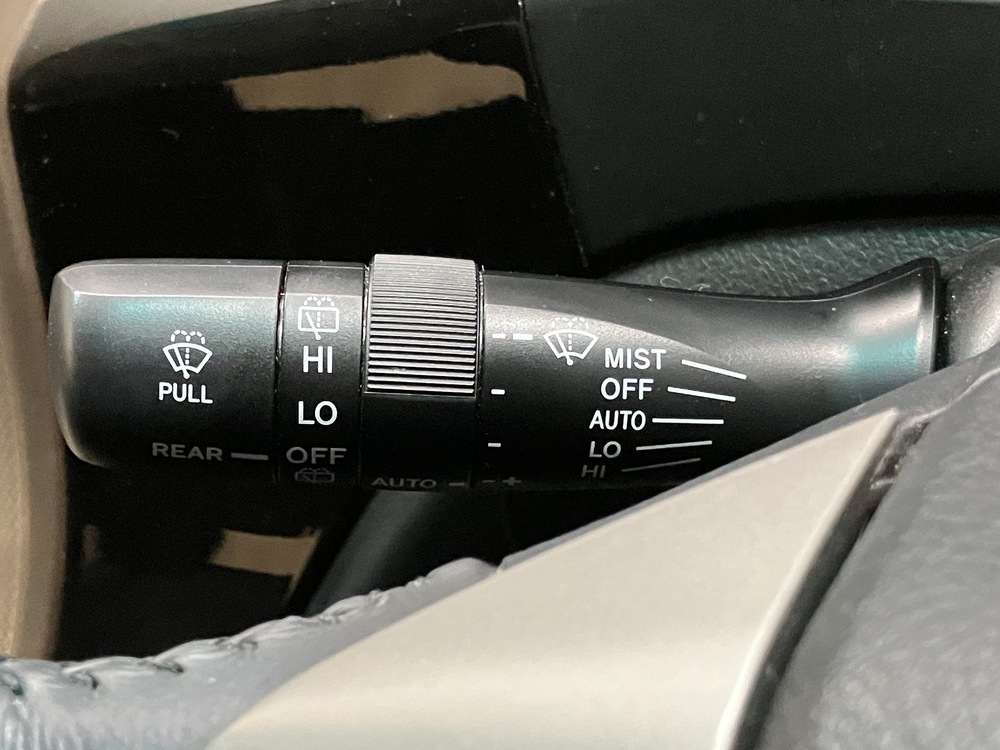 PULL
REAR
HI
LO
OFF
AUTO
- +
MIST
OFF
AUTO
LO
HI